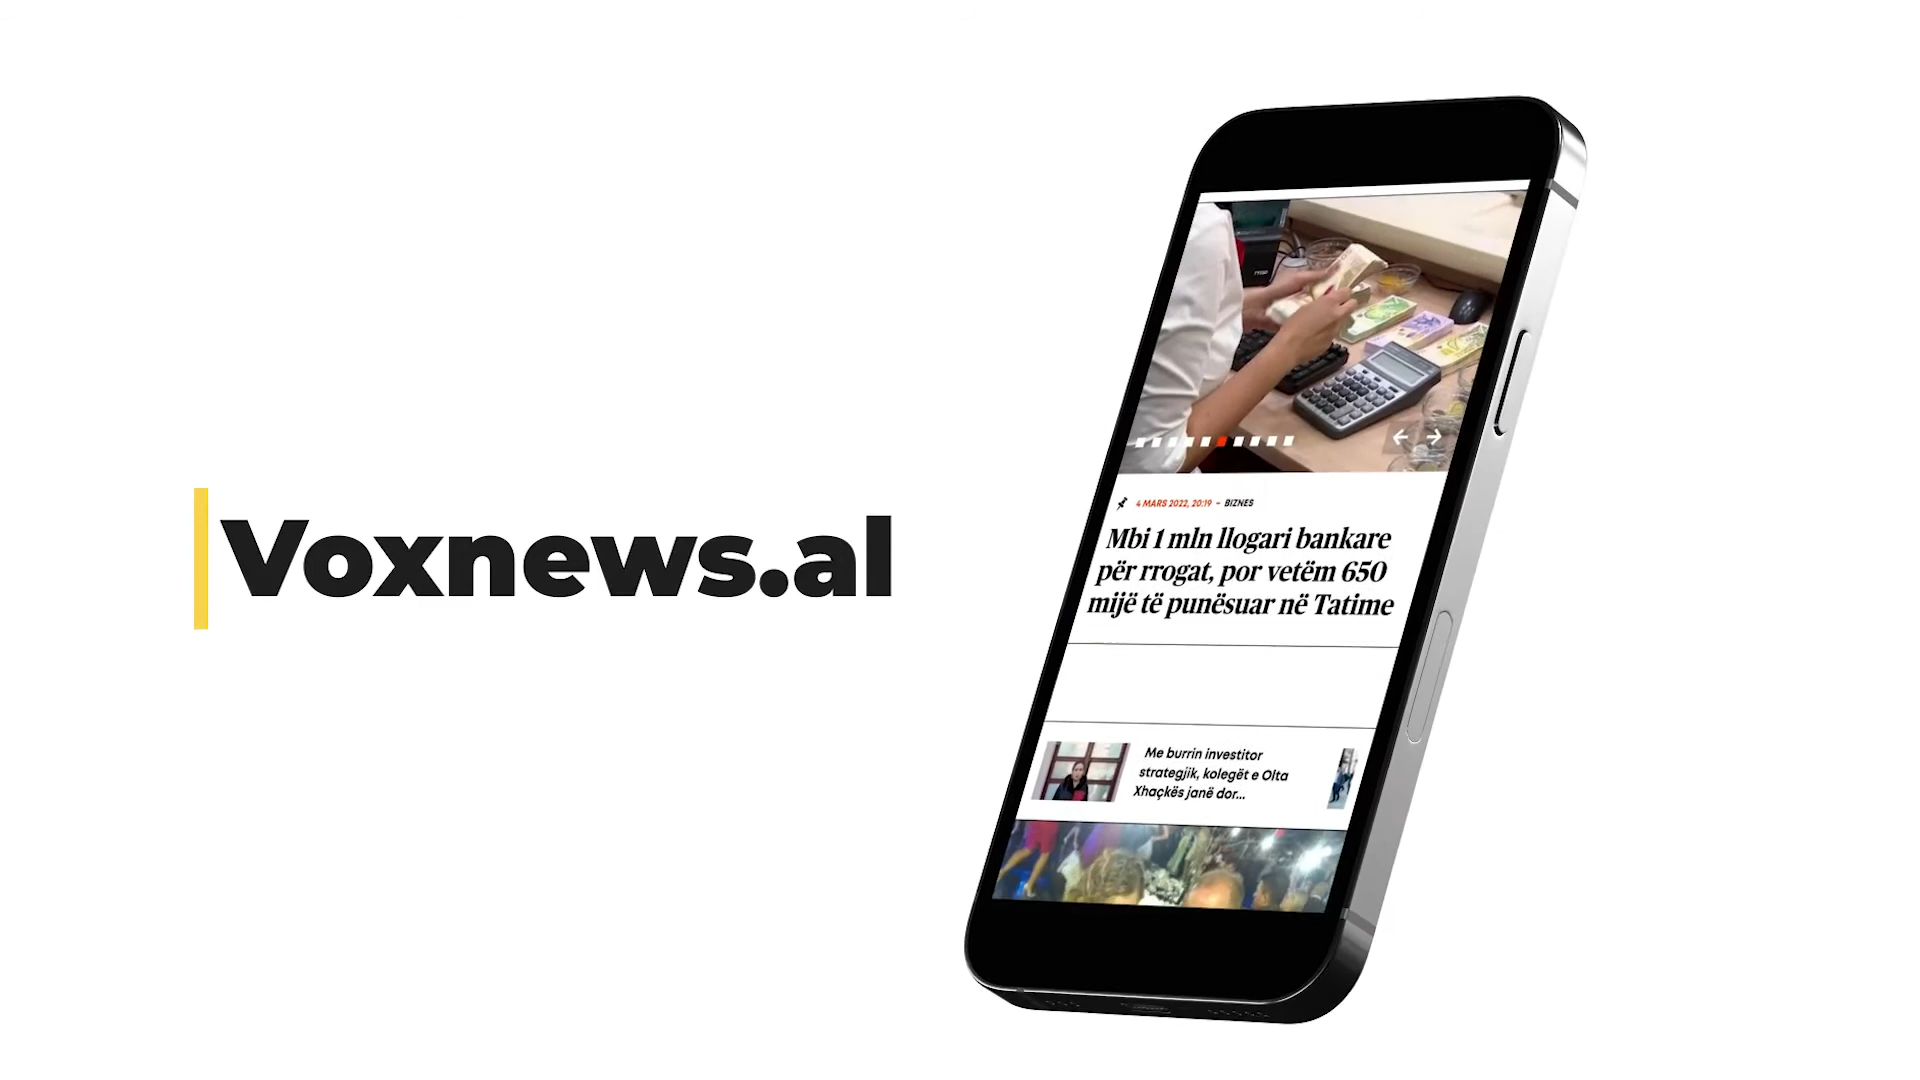 Voxnews.al
4 MARS 2022, 20:19 – BIZNES
Mbi 1 mln llogari bankare
për rrogat, por vetëm 650
mijë të punësuar në Tatime
Me burrin investitor
strategjik, kolegët e Olta
Xhaçkës janë dor...